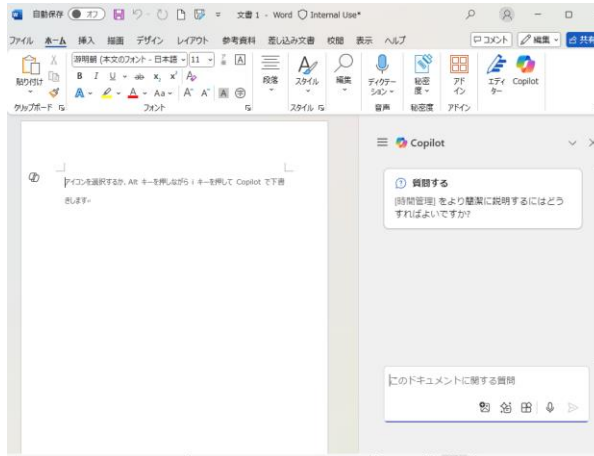 自動保存 オフ 文書 1 - Word Internal Use*
ファイル ホーム 挿入 描画 デザイン レイアウト 参考資料 差し込み文書 校閲 表示 ヘルプ コメント 編集 共有
游明朝 (本文のフォント - 日本語 11
貼り付け
B I U ab x x A
A A Aa A A A
段落
スタイル
編集
ディクテー
ション
秘密
度
アド
イン
エディ
ター
Copilot
クリップボード フォント スタイル 音声 秘密度 アドイン
アイコンを選択するか、Alt キーを押しながら i キーを押して Copilot で下書
きします。
Copilot
質問する
[時間管理] をより簡潔に説明するにはどう
すればよいですか?
このドキュメントに関する質問